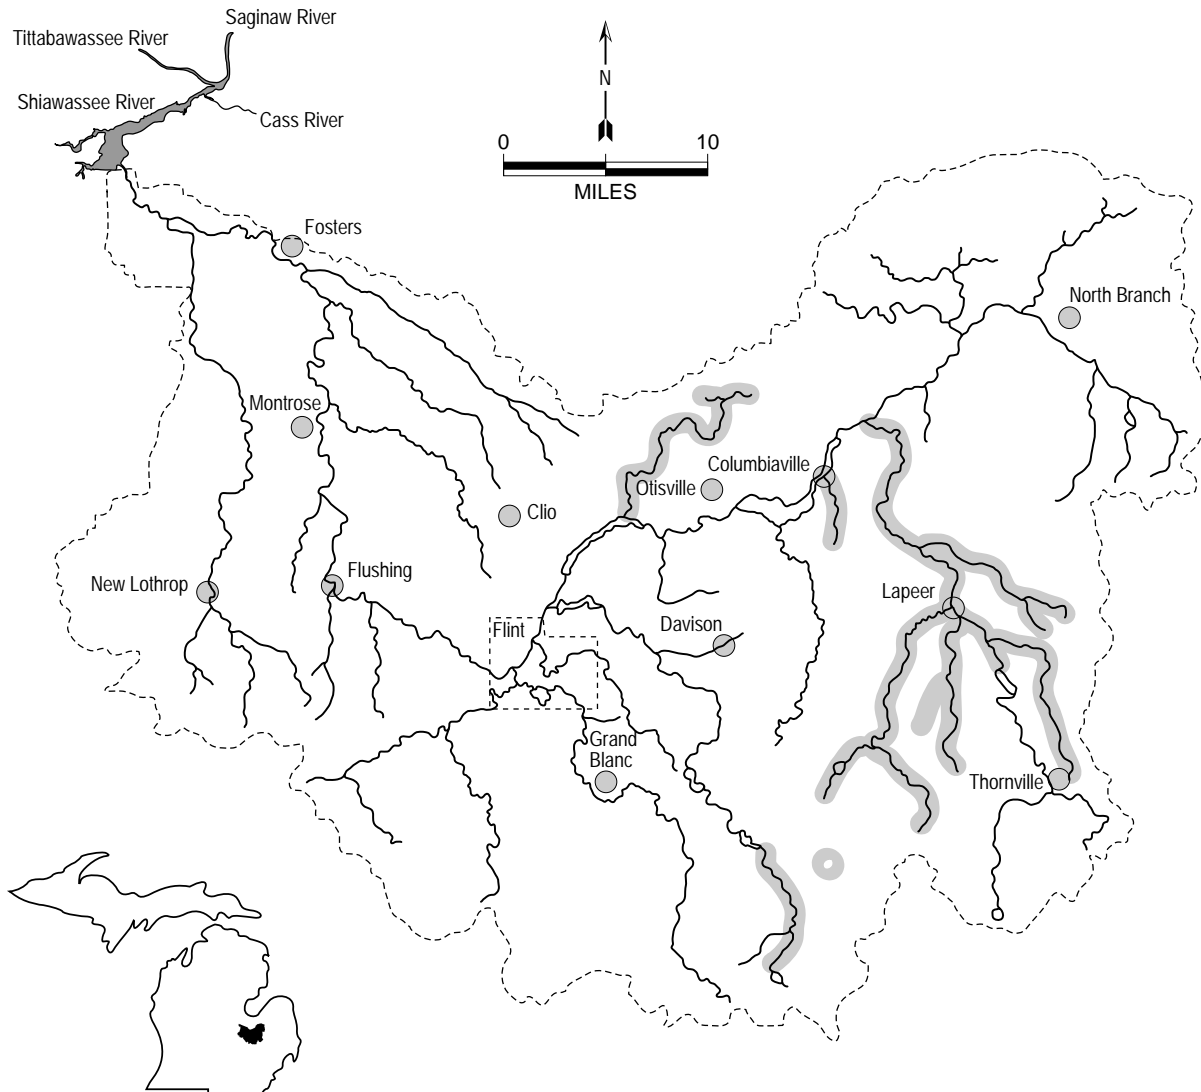 Saginaw River
Tittabawassee River
Shiawassee River
Cass River
N
0 10
MILES
Fosters
North Branch
Montrose
Columbiaville
Otisville
Clio
New Lothrop
Flushing
Lapeer
Flint
Davison
Grand
Blanc
Thornville